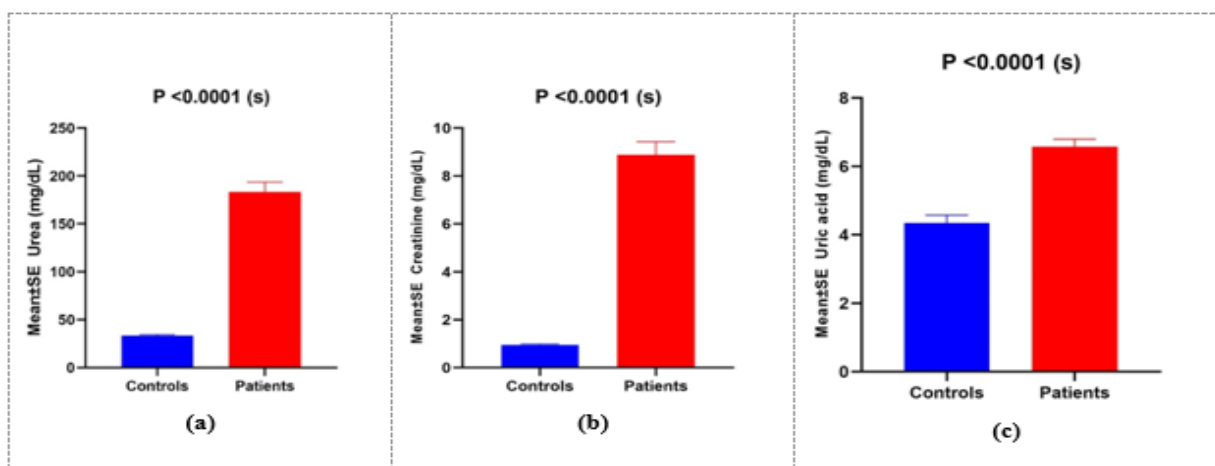 P <0.0001 (s)
Mean±SE Urea (mg/dL)
250
200
150
100
50
0
Controls Patients
(a)
P <0.0001 (s)
Mean±SE Creatinine (mg/dL)
10
8
6
4
2
0
Controls Patients
(b)
P <0.0001 (s)
Mean±SE Uric acid (mg/dL)
8
6
4
2
0
Controls Patients
(c)